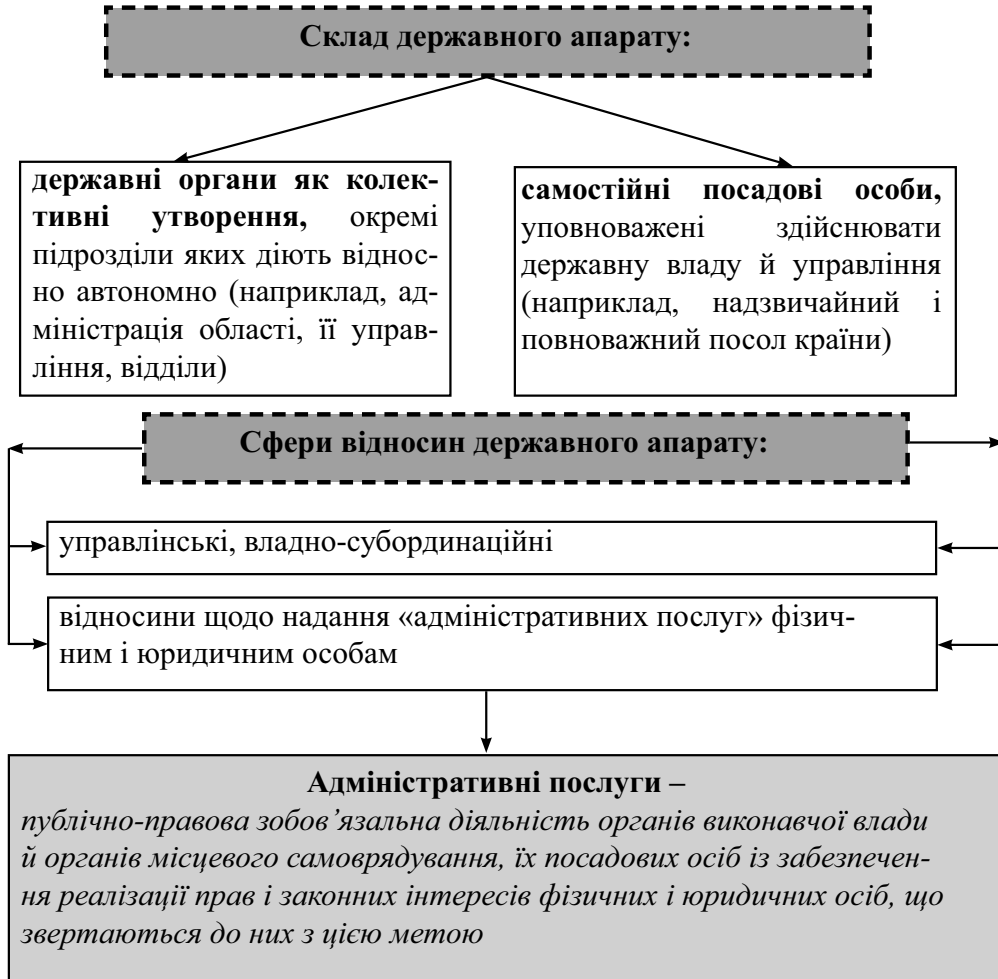 Склад державного апарату:
державні органи як колек-
тивні утворення, окремі
підрозділи яких діють віднос-
но автономно (наприклад, ад-
міністрація області, її управ-
ління, відділи)
самостійні посадові особи,
уповноважені здійснювати
державну владу й управління
(наприклад, надзвичайний і
повноважний посол країни)
Сфери відносин державного апарату:
управлінські, владно-субординаційні
відносини щодо надання «адміністративних послуг» фізич-
ним і юридичним особам
Адміністративні послуги –
публічно-правова зобов’язальна діяльність органів виконавчої влади
й органів місцевого самоврядування, їх посадових осіб із забезпечен-
ня реалізації прав і законних інтересів фізичних і юридичних осіб, що
звертаються до них з цією метою